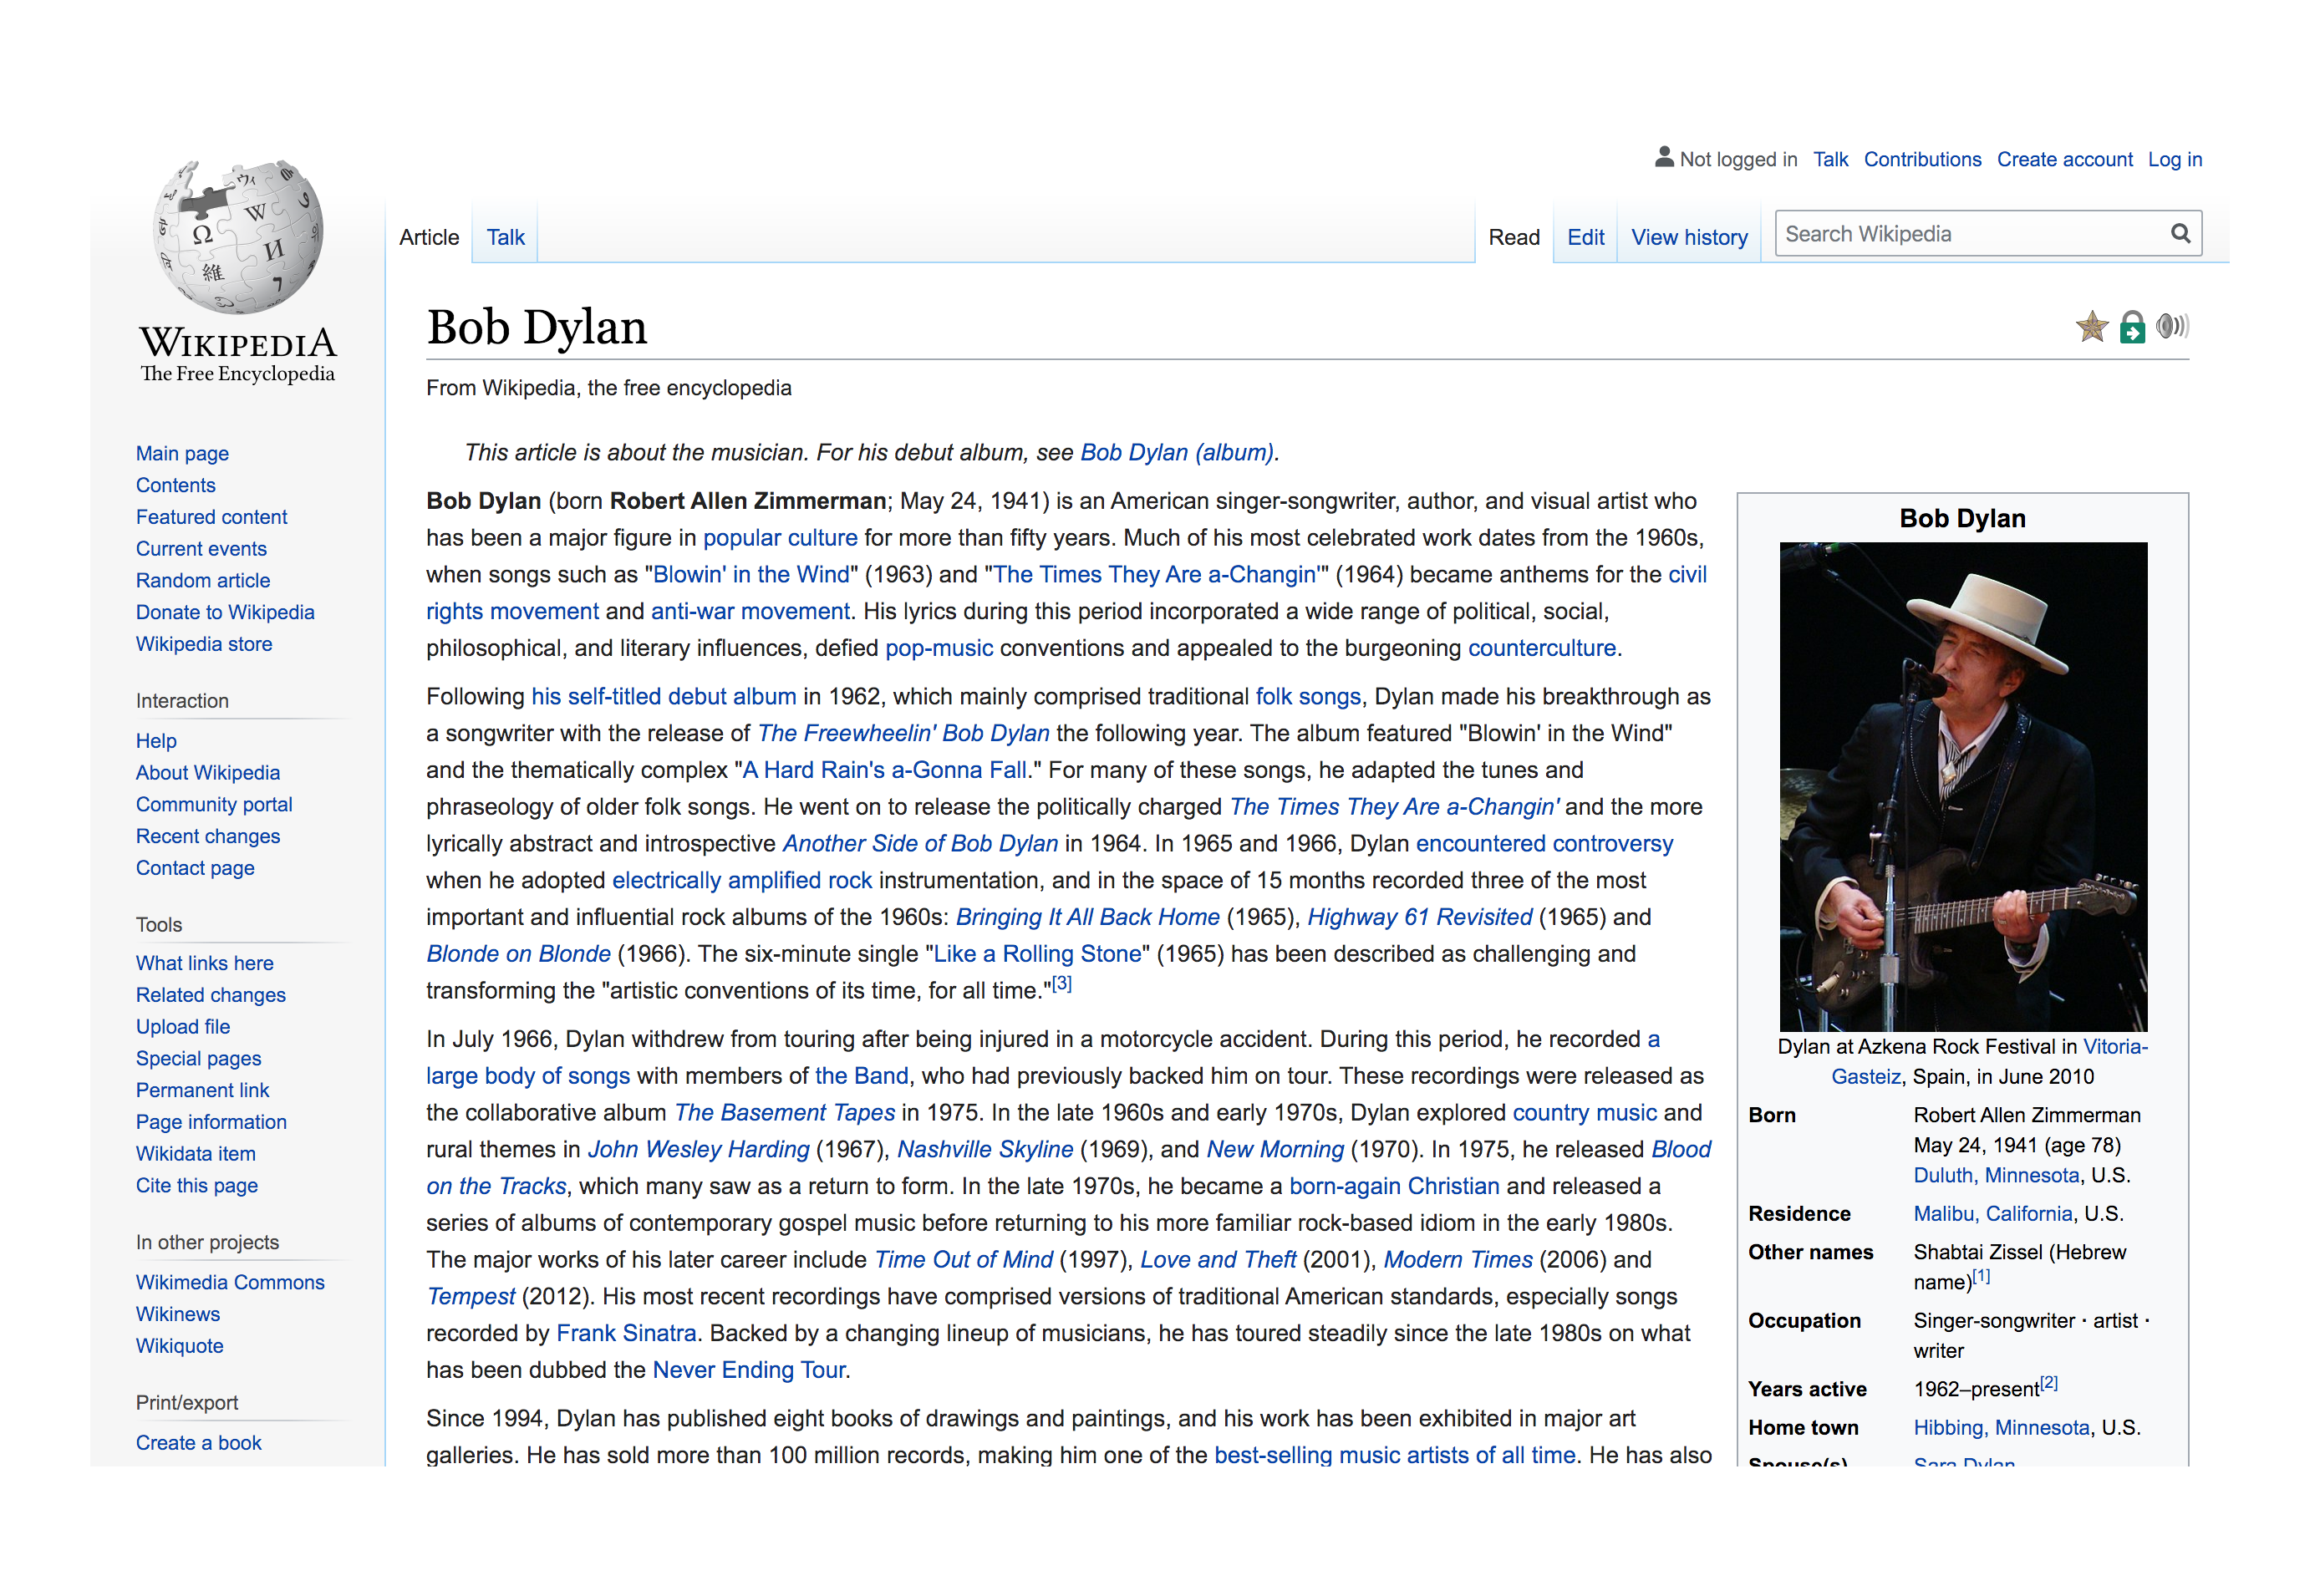 Not logged in Talk Contributions Create account Log in
Article Talk Read Edit View history Search Wikipedia
WIKIPEDIA
The Free Encyclopedia
Main page
Contents
Featured content
Current events
Random article
Donate to Wikipedia
Wikipedia store
Interaction
Help
About Wikipedia
Community portal
Recent changes
Contact page
Tools
What links here
Related changes
Upload file
Special pages
Permanent link
Page information
Wikidata item
Cite this page
In other projects
Wikimedia Commons
Wikinews
Wikiquote
Print/export
Create a book
Bob Dylan
From Wikipedia, the free encyclopedia
This article is about the musician. For his debut album, see Bob Dylan (album).
Bob Dylan (born Robert Allen Zimmerman; May 24, 1941) is an American singer-songwriter, author, and visual artist who
has been a major figure in popular culture for more than fifty years. Much of his most celebrated work dates from the 1960s,
when songs such as "Blowin' in the Wind" (1963) and "The Times They Are a-Changin'" (1964) became anthems for the civil
rights movement and anti-war movement. His lyrics during this period incorporated a wide range of political, social,
philosophical, and literary influences, defied pop-music conventions and appealed to the burgeoning counterculture.
Following his self-titled debut album in 1962, which mainly comprised traditional folk songs, Dylan made his breakthrough as
a songwriter with the release of The Freewheelin' Bob Dylan the following year. The album featured "Blowin' in the Wind"
and the thematically complex "A Hard Rain's a-Gonna Fall." For many of these songs, he adapted the tunes and
phraseology of older folk songs. He went on to release the politically charged The Times They Are a-Changin' and the more
lyrically abstract and introspective Another Side of Bob Dylan in 1964. In 1965 and 1966, Dylan encountered controversy
when he adopted electrically amplified rock instrumentation, and in the space of 15 months recorded three of the most
important and influential rock albums of the 1960s: Bringing It All Back Home (1965), Highway 61 Revisited (1965) and
Blonde on Blonde (1966). The six-minute single "Like a Rolling Stone" (1965) has been described as challenging and
transforming the "artistic conventions of its time, for all time."[3]
In July 1966, Dylan withdrew from touring after being injured in a motorcycle accident. During this period, he recorded a
large body of songs with members of the Band, who had previously backed him on tour. These recordings were released as
the collaborative album The Basement Tapes in 1975. In the late 1960s and early 1970s, Dylan explored country music and
rural themes in John Wesley Harding (1967), Nashville Skyline (1969), and New Morning (1970). In 1975, he released Blood
on the Tracks, which many saw as a return to form. In the late 1970s, he became a born-again Christian and released a
series of albums of contemporary gospel music before returning to his more familiar rock-based idiom in the early 1980s.
The major works of his later career include Time Out of Mind (1997), Love and Theft (2001), Modern Times (2006) and
Tempest (2012). His most recent recordings have comprised versions of traditional American standards, especially songs
recorded by Frank Sinatra. Backed by a changing lineup of musicians, he has toured steadily since the late 1980s on what
has been dubbed the Never Ending Tour.
Since 1994, Dylan has published eight books of drawings and paintings, and his work has been exhibited in major art
galleries. He has sold more than 100 million records, making him one of the best-selling music artists of all time. He has also
Bob Dylan
Dylan at Azkena Rock Festival in Vitoria-
Gasteiz, Spain, in June 2010
Born Robert Allen Zimmerman
May 24, 1941 (age 78)
Duluth, Minnesota, U.S.
Residence Malibu, California, U.S.
Other names Shabtai Zissel (Hebrew
name)[1]
Occupation Singer-songwriter · artist ·
writer
Years active 1962–present[2]
Home town Hibbing, Minnesota, U.S.
Spouse(s) Sara Dylan